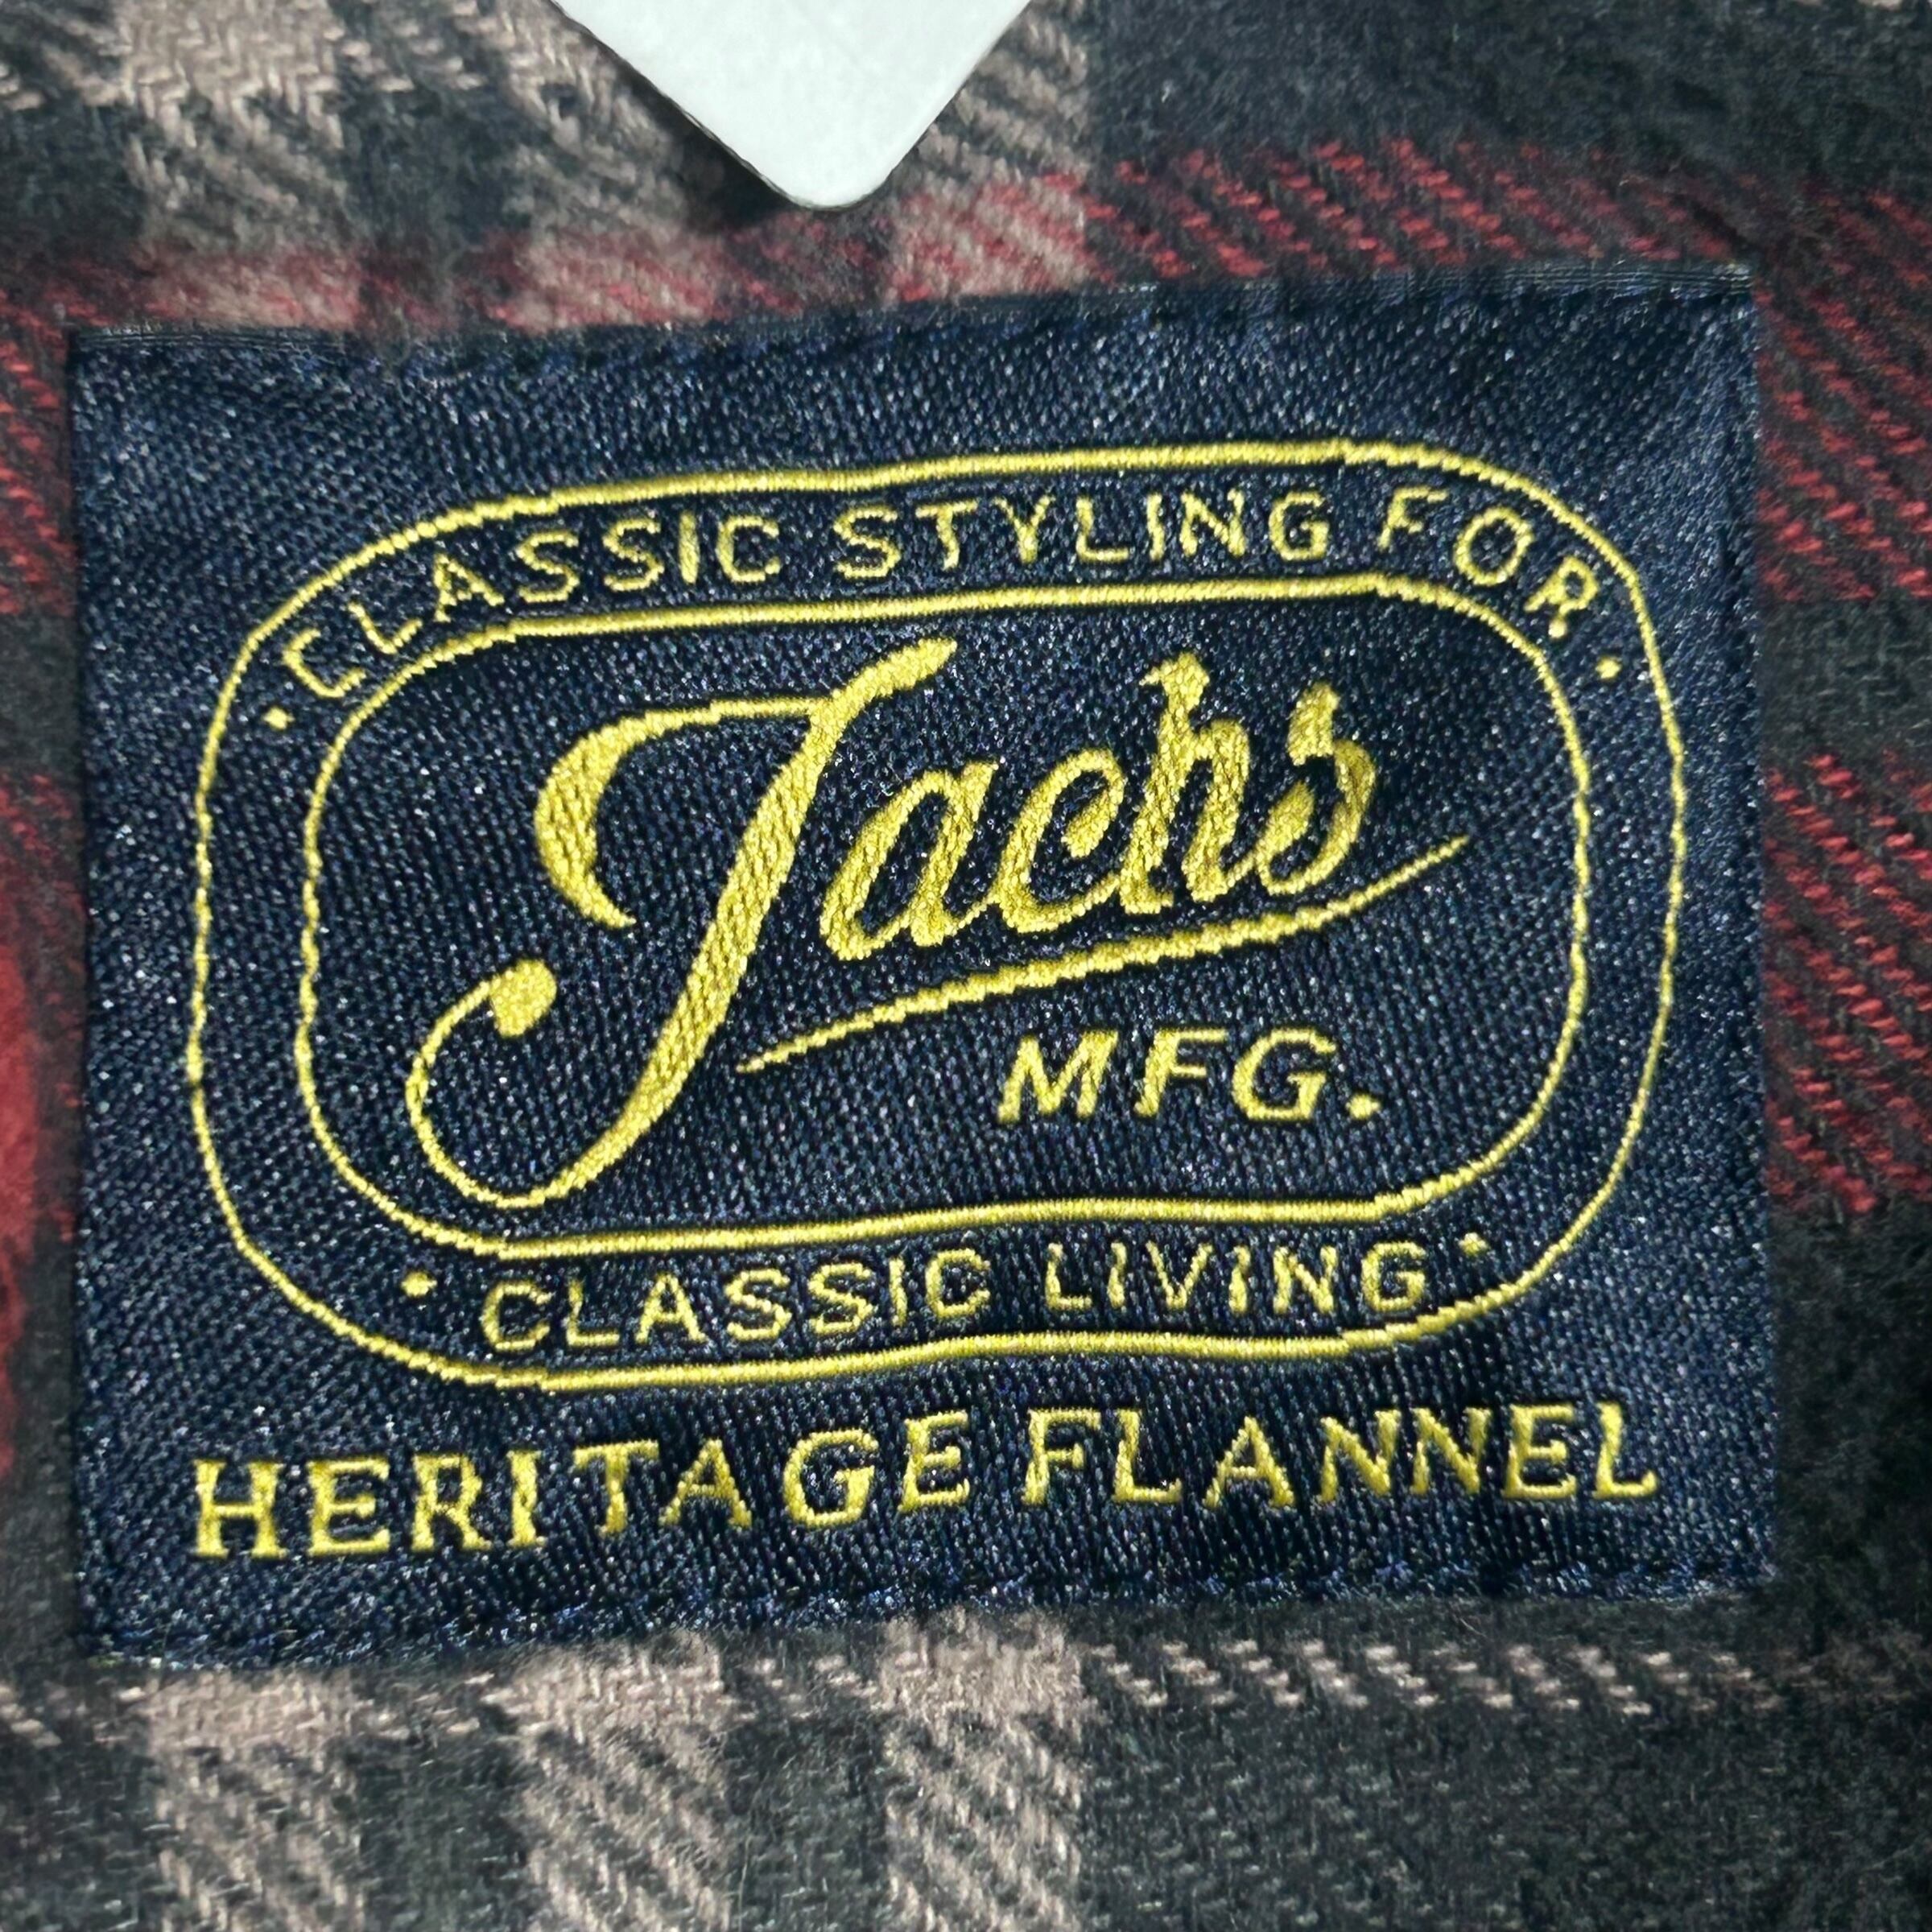 • CLASSIC STYLING FOR •
Jachs
MFG.
• CLASSIC LIVING •
HERITAGE FLANNEL